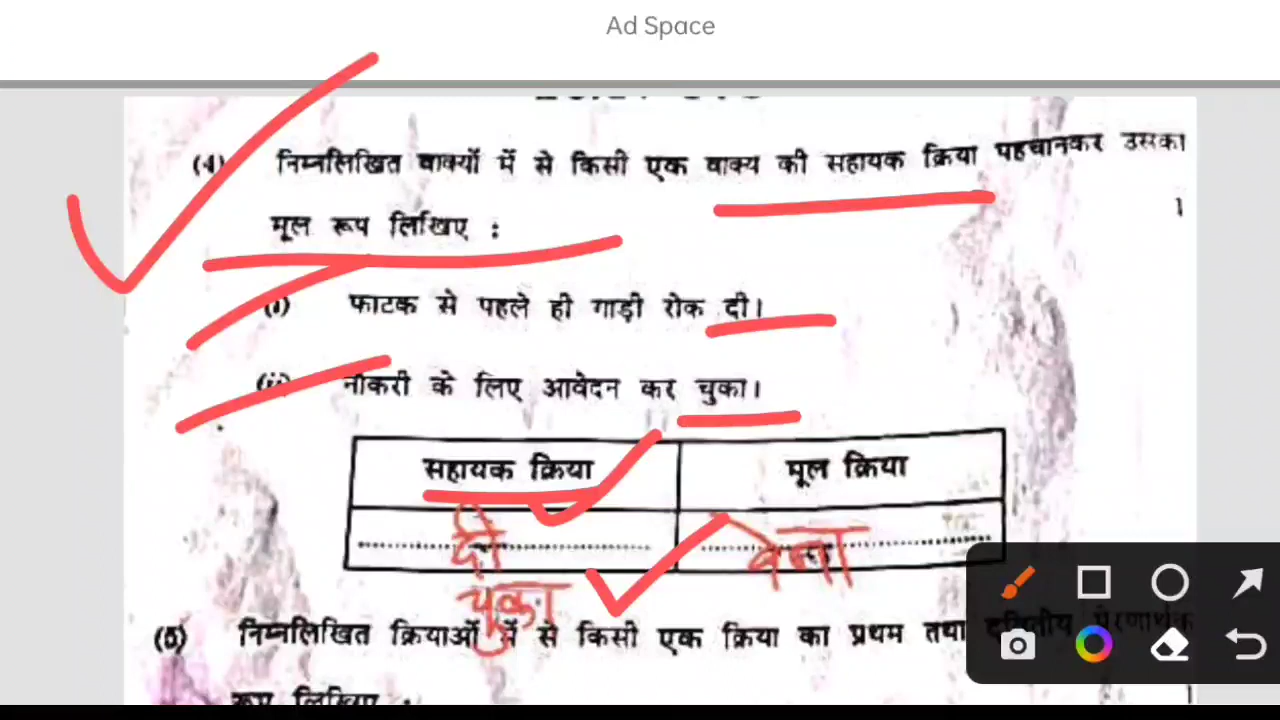 Ad Space
(4) निम्नलिखित वाक्यों में से किसी एक वाक्य की सहायक क्रिया पहचानकर उसका
मूल रूप लिखिए : 1
(i) फाटक से पहले ही गाड़ी रोक दी।
(ii) नौकरी के लिए आवेदन कर चुका।
सहायक क्रिया मूल क्रिया
दी
चुका
(5) निम्नलिखित क्रियाओं में से किसी एक क्रिया का प्रथम तथा द्वितीय प्रेरणार्थक
रूप लिखिए : 1